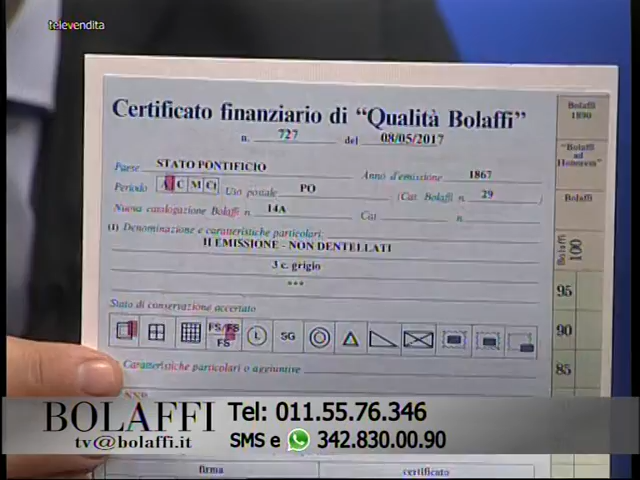 televendita
Certificato finanziario di “Qualità Bolaffi”
n. 727 del 08/05/2017
Paese STATO PONTIFICIO Anno d'emissione 1867
Periodo A C M Ct Uso postale PO (Cat. Bolaffi n. 29 )
Nuova catalogazione Bolaffi n. 14A Cat n.
(1) Denominazione e caratteristiche particolari:
II EMISSIONE - NON DENTELLATI
3 c. grigio
***
Stato di conservazione accertato
FS/FS
FS
L
SG
Caratteristiche particolari o aggiuntive
Bolaffi
1890
"Bolaffi
ad
Honorem"
Bolaffi
Bolaffi
100
95
90
85
BOLAFFI
tv@bolaffi.it
Tel: 011.55.76.346
SMS e 342.830.00.90
firma certificato